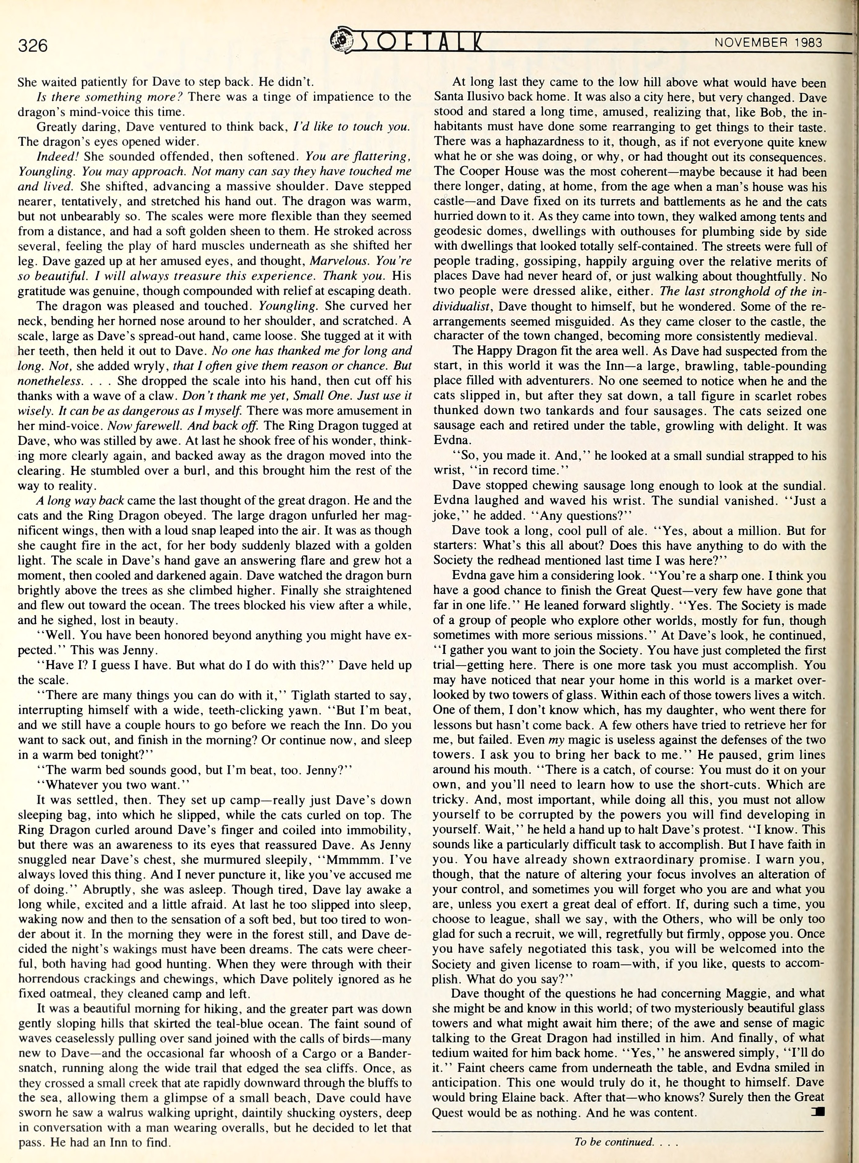 326
SOFTALK
NOVEMBER 1983
She waited patiently for Dave to step back. He didn't.
Is there something more? There was a tinge of impatience to the
dragon's mind-voice this time.
Greatly daring, Dave ventured to think back, I'd like to touch you.
The dragon's eyes opened wider.
Indeed! She sounded offended, then softened. You are flattering,
Youngling. You may approach. Not many can say they have touched me
and lived. She shifted, advancing a massive shoulder. Dave stepped
nearer, tentatively, and stretched his hand out. The dragon was warm,
but not unbearably so. The scales were more flexible than they seemed
from a distance, and had a soft golden sheen to them. He stroked across
several, feeling the play of hard muscles underneath as she shifted her
leg. Dave gazed up at her amused eyes, and thought, Marvelous. You're
so beautiful. I will always treasure this experience. Thank you. His
gratitude was genuine, though compounded with relief at escaping death.
The dragon was pleased and touched. Youngling. She curved her
neck, bending her horned nose around to her shoulder, and scratched. A
scale, large as Dave's spread-out hand, came loose. She tugged at it with
her teeth, then held it out to Dave. No one has thanked me for long and
long. Not, she added wryly, that I often give them reason or chance. But
nonetheless. . . . She dropped the scale into his hand, then cut off his
thanks with a wave of a claw. Don't thank me yet, Small One. Just use it
wisely. It can be as dangerous as I myself. There was more amusement in
her mind-voice. Now farewell. And back off. The Ring Dragon tugged at
Dave, who was stilled by awe. At last he shook free of his wonder, think-
ing more clearly again, and backed away as the dragon moved into the
clearing. He stumbled over a burl, and this brought him the rest of the
way to reality.
A long way back came the last thought of the great dragon. He and the
cats and the Ring Dragon obeyed. The large dragon unfurled her mag-
nificent wings, then with a loud snap leaped into the air. It was as though
she caught fire in the act, for her body suddenly blazed with a golden
light. The scale in Dave's hand gave an answering flare and grew hot a
moment, then cooled and darkened again. Dave watched the dragon burn
brightly above the trees as she climbed higher. Finally she straightened
and flew out toward the ocean. The trees blocked his view after a while,
and he sighed, lost in beauty.
"Well. You have been honored beyond anything you might have ex-
pected." This was Jenny.
"Have I? I guess I have. But what do I do with this?" Dave held up
the scale.
"There are many things you can do with it," Tiglath started to say,
interrupting himself with a wide, teeth-clicking yawn. "But I'm beat,
and we still have a couple hours to go before we reach the Inn. Do you
want to sack out, and finish in the morning? Or continue now, and sleep
in a warm bed tonight?"
"The warm bed sounds good, but I'm beat, too. Jenny?"
"Whatever you two want."
It was settled, then. They set up camp—really just Dave's down
sleeping bag, into which he slipped, while the cats curled on top. The
Ring Dragon curled around Dave's finger and coiled into immobility,
but there was an awareness to its eyes that reassured Dave. As Jenny
snuggled near Dave's chest, she murmured sleepily, "Mmmmm. I've
always loved this thing. And I never puncture it, like you've accused me
of doing." Abruptly, she was asleep. Though tired, Dave lay awake a
long while, excited and a little afraid. At last he too slipped into sleep,
waking now and then to the sensation of a soft bed, but too tired to won-
der about it. In the morning they were in the forest still, and Dave de-
cided the night's wakings must have been dreams. The cats were cheer-
ful, both having had good hunting. When they were through with their
horrendous crackings and chewings, which Dave politely ignored as he
fixed oatmeal, they cleaned camp and left.
It was a beautiful morning for hiking, and the greater part was down
gently sloping hills that skirted the teal-blue ocean. The faint sound of
waves ceaselessly pulling over sand joined with the calls of birds—many
new to Dave—and the occasional far whoosh of a Cargo or a Bander-
snatch, running along the wide trail that edged the sea cliffs. Once, as
they crossed a small creek that ate rapidly downward through the bluffs to
the sea, allowing them a glimpse of a small beach, Dave could have
sworn he saw a walrus walking upright, daintily shucking oysters, deep
in conversation with a man wearing overalls, but he decided to let that
pass. He had an Inn to find.
At long last they came to the low hill above what would have been
Santa Ilusivo back home. It was also a city here, but very changed. Dave
stood and stared a long time, amused, realizing that, like Bob, the in-
habitants must have done some rearranging to get things to their taste.
There was a haphazardness to it, though, as if not everyone quite knew
what he or she was doing, or why, or had thought out its consequences.
The Cooper House was the most coherent—maybe because it had been
there longer, dating, at home, from the age when a man's house was his
castle—and Dave fixed on its turrets and battlements as he and the cats
hurried down to it. As they came into town, they walked among tents and
geodesic domes, dwellings with outhouses for plumbing side by side
with dwellings that looked totally self-contained. The streets were full of
people trading, gossiping, happily arguing over the relative merits of
places Dave had never heard of, or just walking about thoughtfully. No
two people were dressed alike, either. The last stronghold of the in-
dividualist, Dave thought to himself, but he wondered. Some of the re-
arrangements seemed misguided. As they came closer to the castle, the
character of the town changed, becoming more consistently medieval.
The Happy Dragon fit the area well. As Dave had suspected from the
start, in this world it was the Inn—a large, brawling, table-pounding
place filled with adventurers. No one seemed to notice when he and the
cats slipped in, but after they sat down, a tall figure in scarlet robes
thunked down two tankards and four sausages. The cats seized one
sausage each and retired under the table, growling with delight. It was
Evdna.
"So, you made it. And," he looked at a small sundial strapped to his
wrist, "in record time."
Dave stopped chewing sausage long enough to look at the sundial.
Evdna laughed and waved his wrist. The sundial vanished. "Just a
joke," he added. "Any questions?"
Dave took a long, cool pull of ale. "Yes, about a million. But for
starters: What's this all about? Does this have anything to do with the
Society the redhead mentioned last time I was here?"
Evdna gave him a considering look. "You're a sharp one. I think you
have a good chance to finish the Great Quest—very few have gone that
far in one life." He leaned forward slightly. "Yes. The Society is made
of a group of people who explore other worlds, mostly for fun, though
sometimes with more serious missions." At Dave's look, he continued,
"I gather you want to join the Society. You have just completed the first
trial—getting here. There is one more task you must accomplish. You
may have noticed that near your home in this world is a market over-
looked by two towers of glass. Within each of those towers lives a witch.
One of them, I don't know which, has my daughter, who went there for
lessons but hasn't come back. A few others have tried to retrieve her for
me, but failed. Even my magic is useless against the defenses of the two
towers. I ask you to bring her back to me." He paused, grim lines
around his mouth. "There is a catch, of course: You must do it on your
own, and you'll need to learn how to use the short-cuts. Which are
tricky. And, most important, while doing all this, you must not allow
yourself to be corrupted by the powers you will find developing in
yourself. Wait," he held a hand up to halt Dave's protest. "I know. This
sounds like a particularly difficult task to accomplish. But I have faith in
you. You have already shown extraordinary promise. I warn you,
though, that the nature of altering your focus involves an alteration of
your control, and sometimes you will forget who you are and what you
are, unless you exert a great deal of effort. If, during such a time, you
choose to league, shall we say, with the Others, who will be only too
glad for such a recruit, we will, regretfully but firmly, oppose you. Once
you have safely negotiated this task, you will be welcomed into the
Society and given license to roam—with, if you like, quests to accom-
plish. What do you say?"
Dave thought of the questions he had concerning Maggie, and what
she might be and know in this world; of two mysteriously beautiful glass
towers and what might await him there; of the awe and sense of magic
talking to the Great Dragon had instilled in him. And finally, of what
tedium waited for him back home. "Yes," he answered simply, "I'll do
it." Faint cheers came from underneath the table, and Evdna smiled in
anticipation. This one would truly do it, he thought to himself. Dave
would bring Elaine back. After that—who knows? Surely then the Great
Quest would be as nothing. And he was content.
To be continued. . . .